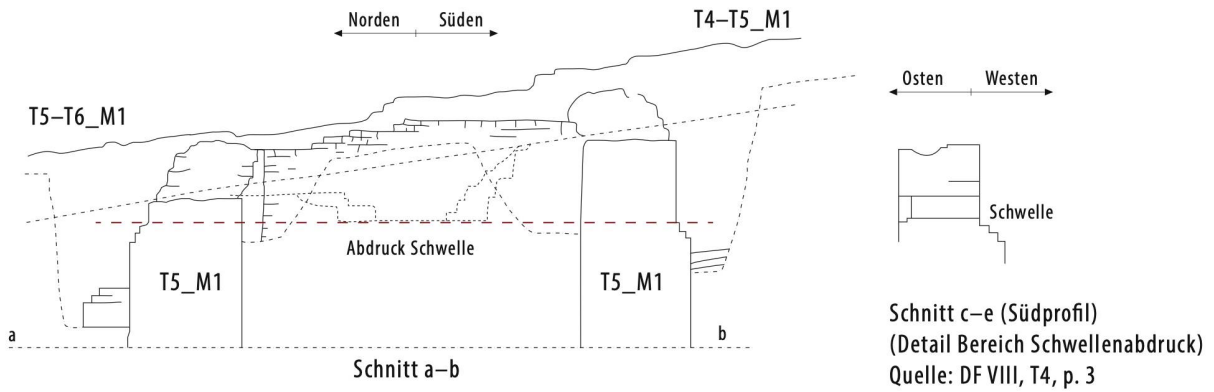 Norden Süden
T4–T5_M1
Osten Westen
T5–T6_M1
Schwelle
Abdruck Schwelle
T5_M1 T5_M1
a b
Schnitt a–b
Schnitt c–e (Südprofil)
(Detail Bereich Schwellenabdruck)
Quelle: DF VIII, T4, p. 3